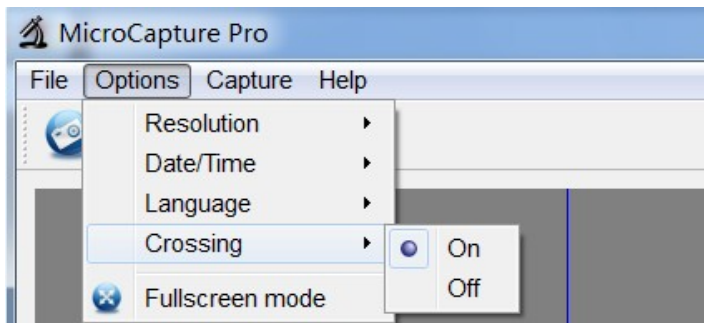 MicroCapture Pro
File Options Capture Help
Resolution
Date/Time
Language
Crossing
On
Off
Fullscreen mode